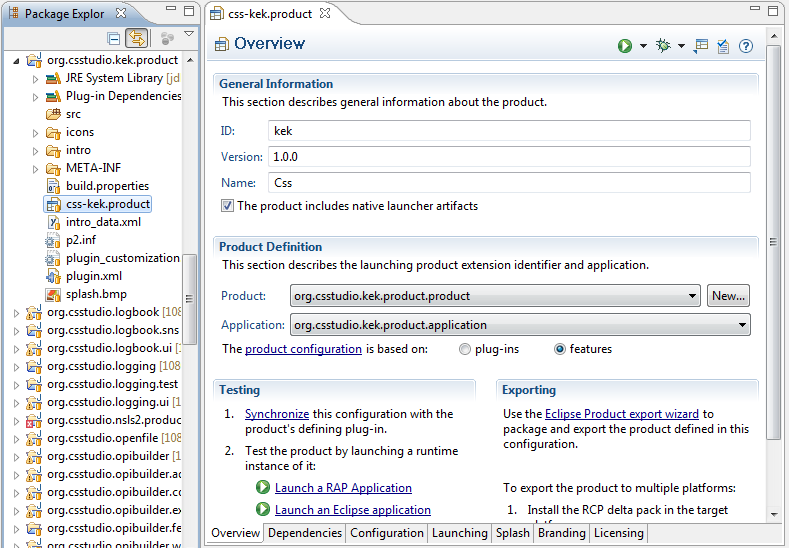 Package Explor
org.csstudio.kek.product
JRE System Library [jd
Plug-in Dependencies
src
icons
intro
META-INF
build.properties
css-kek.product
intro_data.xml
p2.inf
plugin_customization
plugin.xml
splash.bmp
org.csstudio.logbook [108
org.csstudio.logbook.sns
org.csstudio.logbook.ui [
org.csstudio.logging [108
org.csstudio.logging.test
org.csstudio.logging.ui [
org.csstudio.nsls2.produc
org.csstudio.openfile [108
org.csstudio.opibuilder [
org.csstudio.opibuilder.ac
org.csstudio.opibuilder.co
org.csstudio.opibuilder.ex
org.csstudio.opibuilder.fe
css-kek.product
Overview
General Information
This section describes general information about the product.
ID: kek
Version: 1.0.0
Name: Css
The product includes native launcher artifacts
Product Definition
This section describes the launching product extension identifier and application.
Product: org.csstudio.kek.product.product New...
Application: org.csstudio.kek.product.application
The product configuration is based on: plug-ins features
Testing
1. Synchronize this configuration with the
product's defining plug-in.
2. Test the product by launching a runtime
instance of it:
Launch a RAP Application
Launch an Eclipse application
Exporting
Use the Eclipse Product export wizard to
package and export the product defined in this
configuration.
To export the product to multiple platforms:
1. Install the RCP delta pack in the target
Overview Dependencies Configuration Launching Splash Branding Licensing